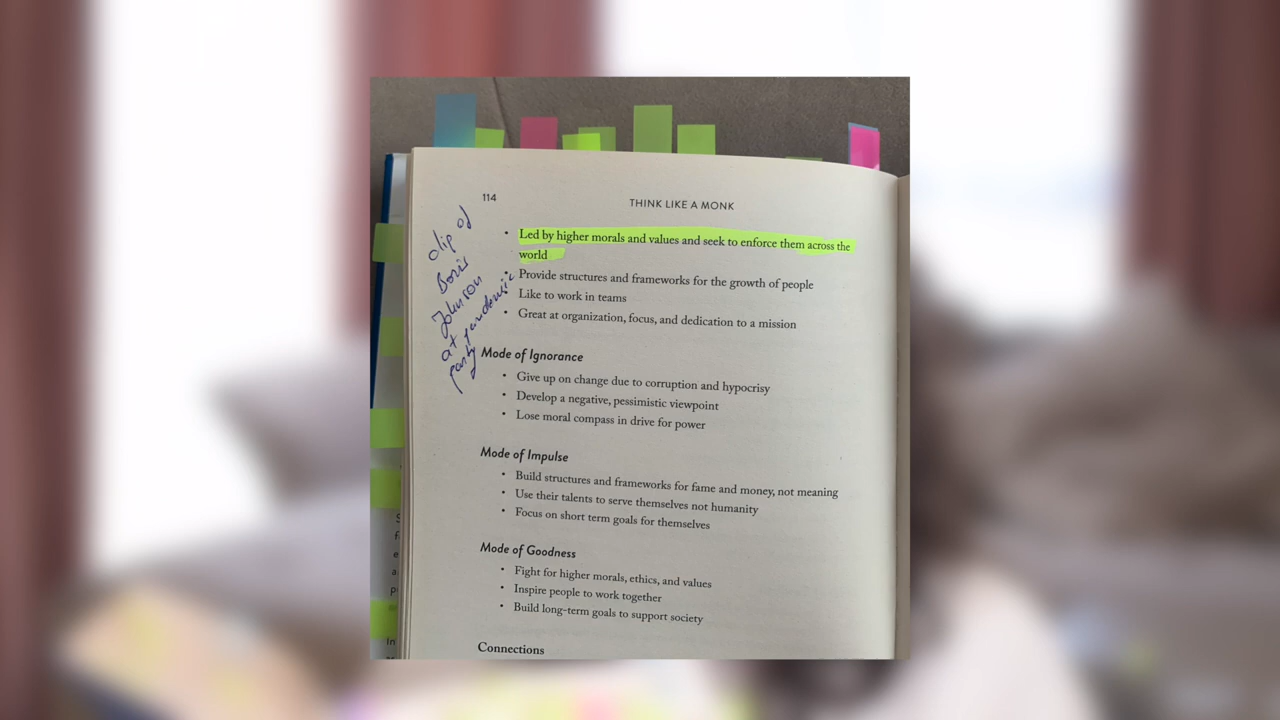 114
THINK LIKE A MONK
• Led by higher morals and values and seek to enforce them across the
world
• Provide structures and frameworks for the growth of people
• Like to work in teams
• Great at organization, focus, and dedication to a mission
clip of
Boris
Johnson
at pandemic
party
Mode of Ignorance
• Give up on change due to corruption and hypocrisy
• Develop a negative, pessimistic viewpoint
• Lose moral compass in drive for power
Mode of Impulse
• Build structures and frameworks for fame and money, not meaning
• Use their talents to serve themselves not humanity
• Focus on short term goals for themselves
Mode of Goodness
• Fight for higher morals, ethics, and values
• Inspire people to work together
• Build long-term goals to support society
Connections